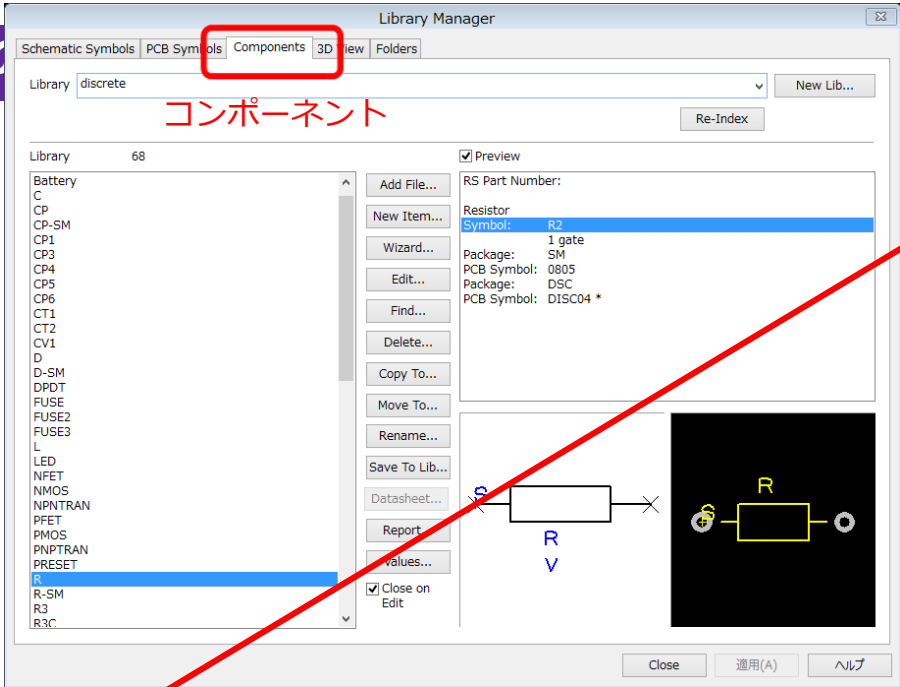 Library Manager
Schematic Symbols PCB Symbols Components 3D View Folders
Library discrete New Lib...
コンポーネント
Re-Index
Library 68 Preview
Battery
C
CP
CP-SM
CP1
CP3
CP4
CP5
CP6
CT1
CT2
CV1
D
D-SM
DPDT
FUSE
FUSE2
FUSE3
L
LED
NFET
NMOS
NPNTRAN
PFET
PMOS
PNPTRAN
PRESET
R
R-SM
R3
R3C
Add File...
New Item...
Wizard...
Edit...
Find...
Delete...
Copy To...
Move To...
Rename...
Save To Lib...
Datasheet...
Report...
Values...
Close on
Edit
RS Part Number:
Resistor
Symbol: R2
1 gate
Package: SM
PCB Symbol: 0805
Package: DSC
PCB Symbol: DISC04 *
S
R
V
R
S
Close 適用(A) ヘルプ